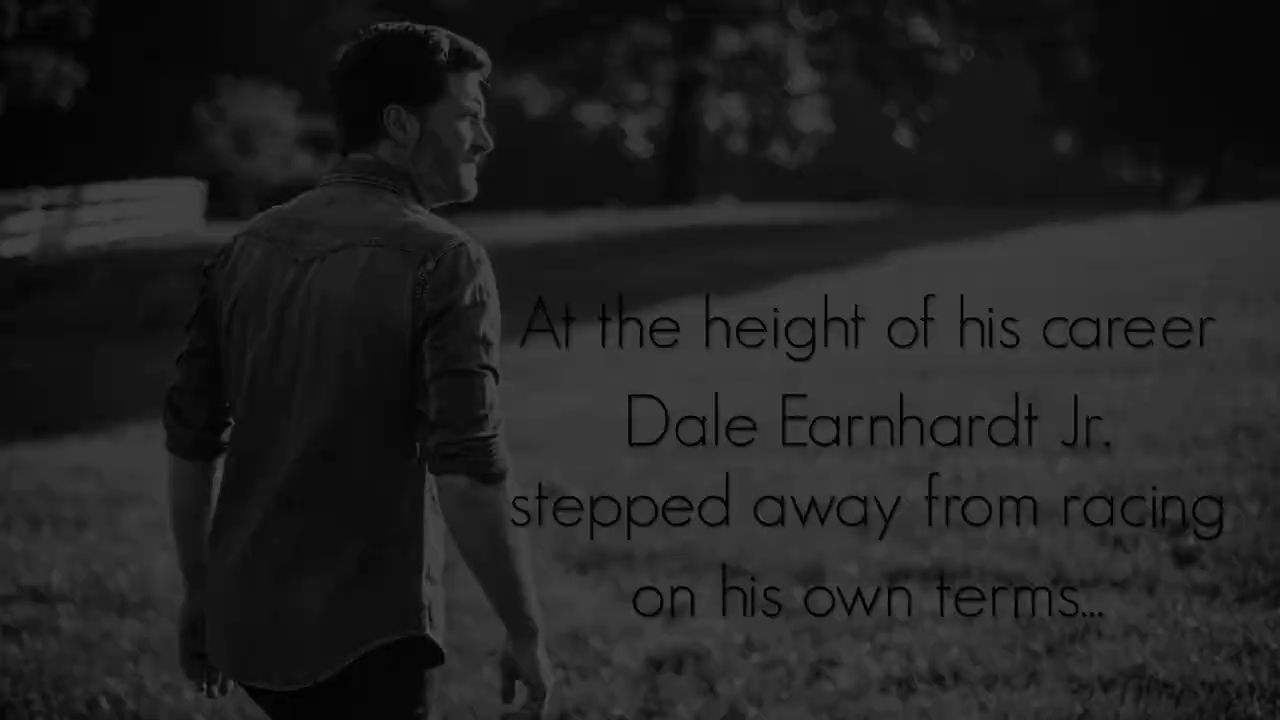 At the height of his career
Dale Earnhardt Jr.
stepped away from racing
on his own terms...